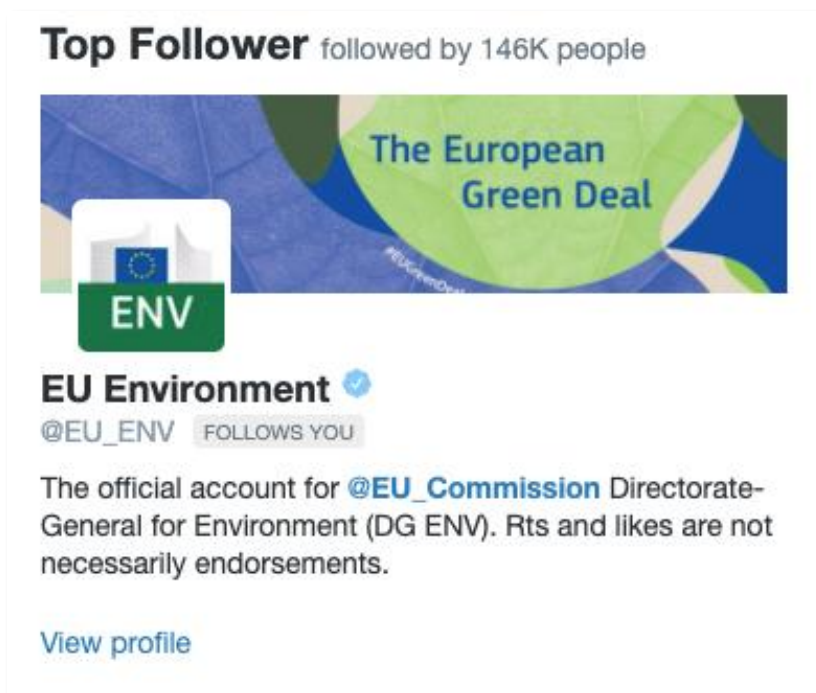 Top Follower followed by 146K people
The European
Green Deal
#EUGreenDeal
ENV
EU Environment
@EU_ENV FOLLOWS YOU
The official account for @EU_Commission Directorate-
General for Environment (DG ENV). Rts and likes are not
necessarily endorsements.
View profile